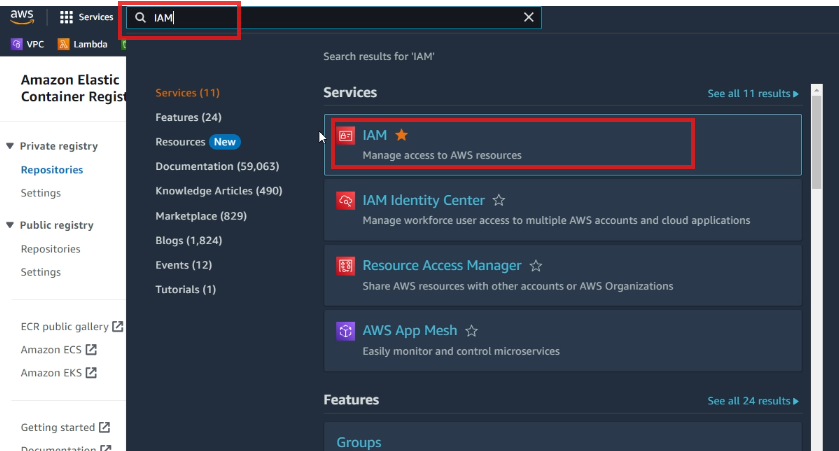 aws
Services
IAM
VPC
Lambda
Amazon Elastic
Container Regist
Private registry
Repositories
Settings
Public registry
Repositories
Settings
ECR public gallery
Amazon ECS
Amazon EKS
Getting started
Documentation
Services (11)
Features (24)
Resources New
Documentation (59,063)
Knowledge Articles (490)
Marketplace (829)
Blogs (1,824)
Events (12)
Tutorials (1)
Search results for 'IAM'
Services
See all 11 results
IAM
Manage access to AWS resources
IAM Identity Center
Manage workforce user access to multiple AWS accounts and cloud applications
Resource Access Manager
Share AWS resources with other accounts or AWS Organizations
AWS App Mesh
Easily monitor and control microservices
Features
See all 24 results
Groups